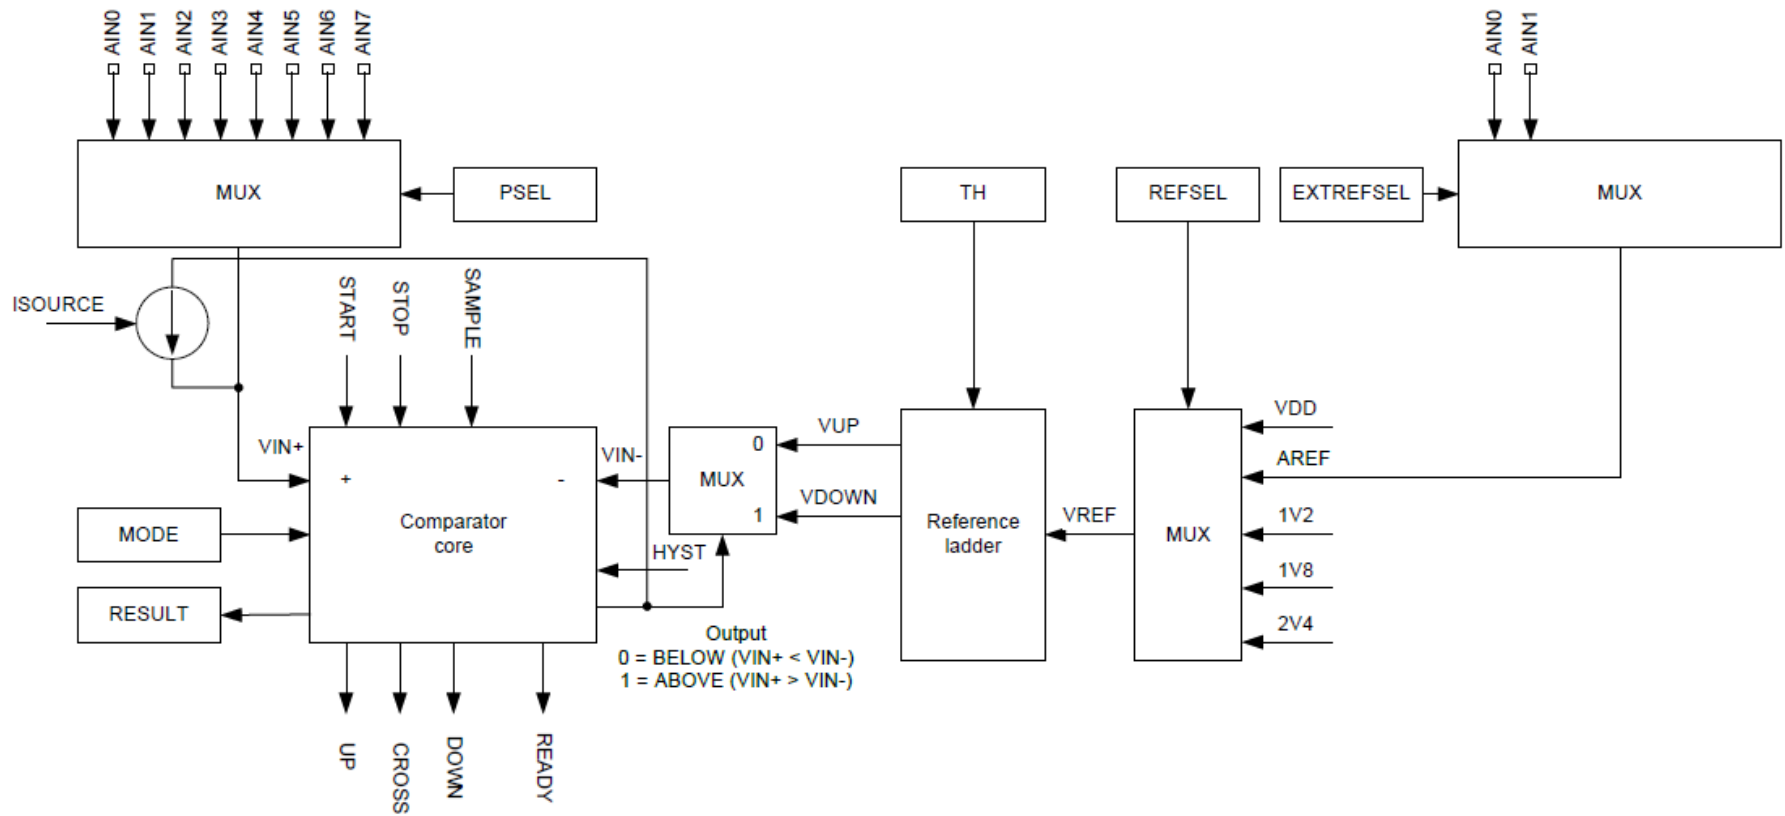 AIN0 AIN1 AIN2 AIN3 AIN4 AIN5 AIN6 AIN7
AIN0 AIN1
MUX
PSEL
TH
REFSEL
EXTREFSEL
MUX
ISOURCE
START
STOP
SAMPLE
VIN+
+
-
VIN-
Comparator
core
MODE
RESULT
HYST
0
MUX
1
VUP
VDOWN
Reference
ladder
VREF
MUX
VDD
AREF
1V2
1V8
2V4
Output
0 = BELOW (VIN+ < VIN-)
1 = ABOVE (VIN+ > VIN-)
UP
CROSS
DOWN
READY